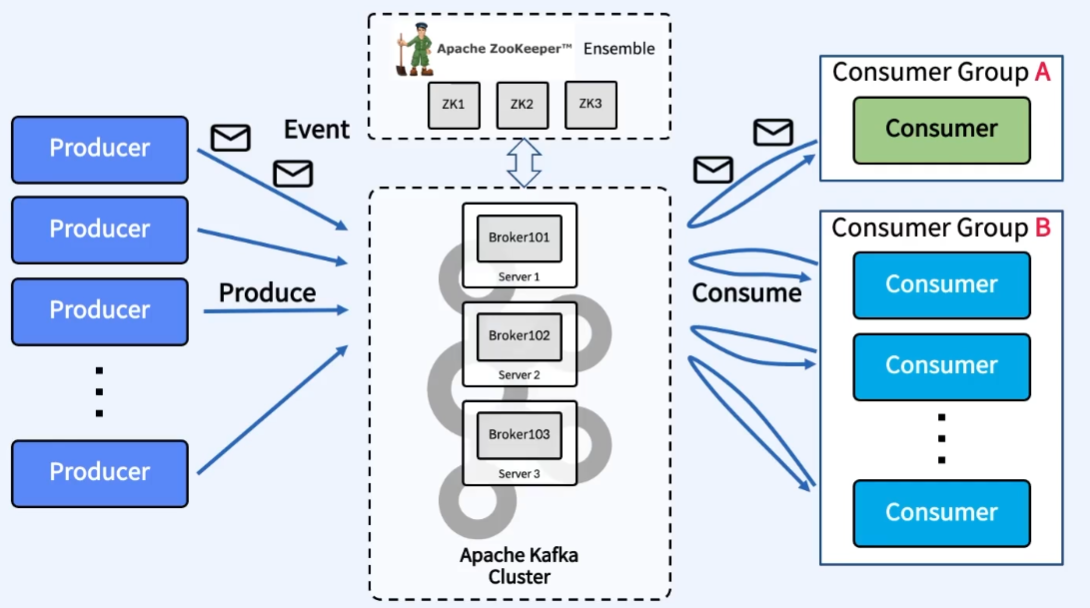 Apache ZooKeeper™ Ensemble
ZK1
ZK2
ZK3
Producer
Producer
Producer
Producer
Event
Produce
Broker101
Server 1
Broker102
Server 2
Broker103
Server 3
Apache Kafka
Cluster
Consume
Consumer Group A
Consumer
Consumer Group B
Consumer
Consumer
Consumer